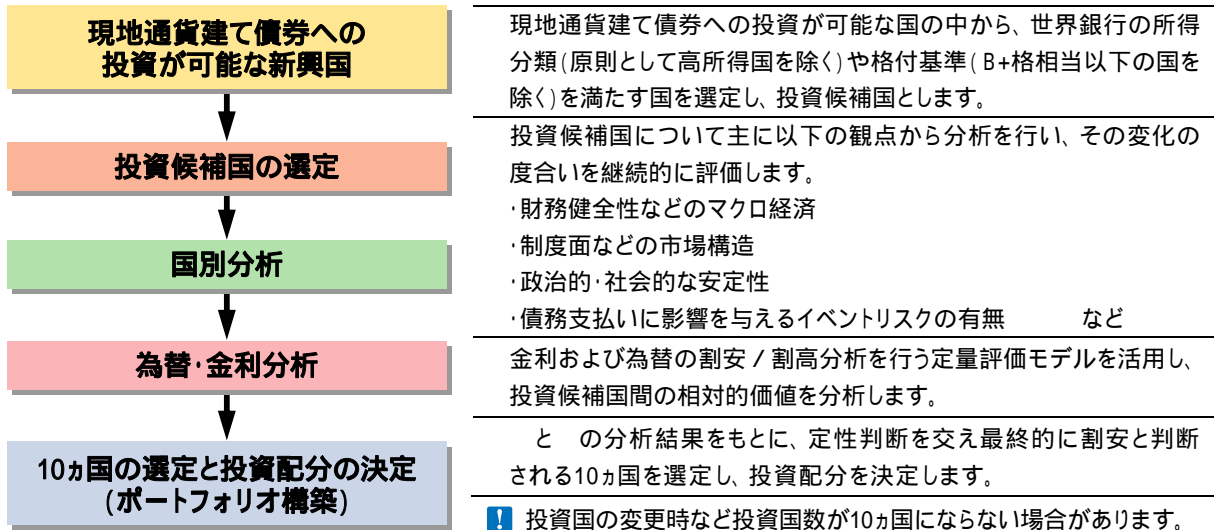 現地通貨建て債券への
投資が可能な新興国
現地通貨建て債券への投資が可能な国の中から、世界銀行の所得
分類(原則として高所得国を除く)や格付基準(B+格相当以下の国を
除く)を満たす国を選定し、投資候補国とします。
投資候補国の選定
投資候補国について主に以下の観点から分析を行い、その変化の
度合いを継続的に評価します。
・財務健全性などのマクロ経済
・制度面などの市場構造
・政治的・社会的な安定性
・債務支払いに影響を与えるイベントリスクの有無 など
国別分析
為替・金利分析
金利および為替の割安/割高分析を行う定量評価モデルを活用し、
投資候補国間の相対的価値を分析します。
10ヵ国の選定と投資配分の決定
(ポートフォリオ構築)
と の分析結果をもとに、定性判断を交え最終的に割安と判断
される10ヵ国を選定し、投資配分を決定します。
! 投資国の変更時など投資国数が10ヵ国にならない場合があります。